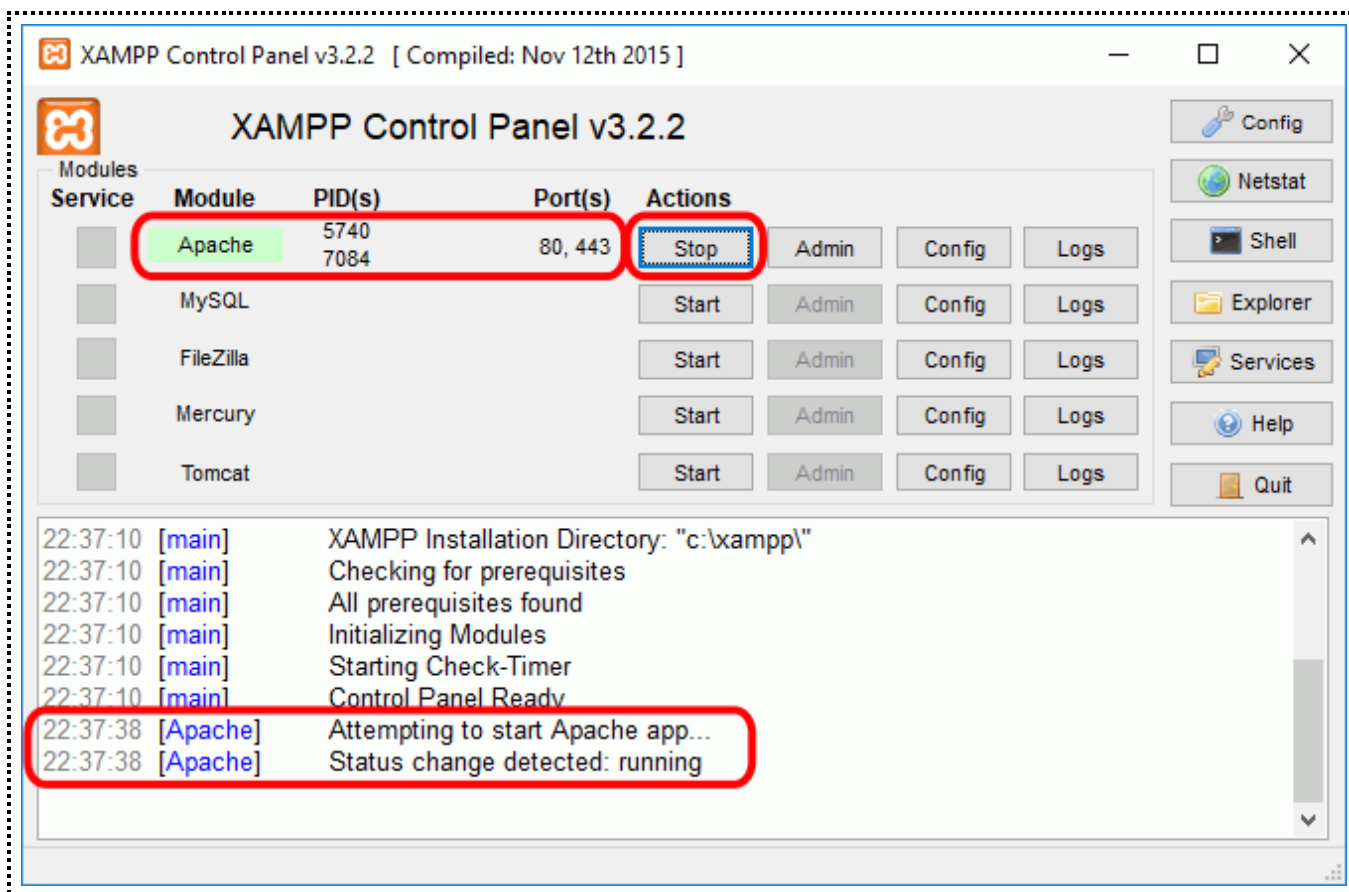 XAMPP Control Panel v3.2.2 [ Compiled: Nov 12th 2015 ]
XAMPP Control Panel v3.2.2
Config
Netstat
Shell
Explorer
Services
Help
Quit
Modules
Service Module PID(s) Port(s) Actions
Apache 5740 7084 80, 443 Stop Admin Config Logs
MySQL Start Admin Config Logs
FileZilla Start Admin Config Logs
Mercury Start Admin Config Logs
Tomcat Start Admin Config Logs
22:37:10 [main] XAMPP Installation Directory: "c:\xampp\"
22:37:10 [main] Checking for prerequisites
22:37:10 [main] All prerequisites found
22:37:10 [main] Initializing Modules
22:37:10 [main] Starting Check-Timer
22:37:10 [main] Control Panel Ready
22:37:38 [Apache] Attempting to start Apache app...
22:37:38 [Apache] Status change detected: running